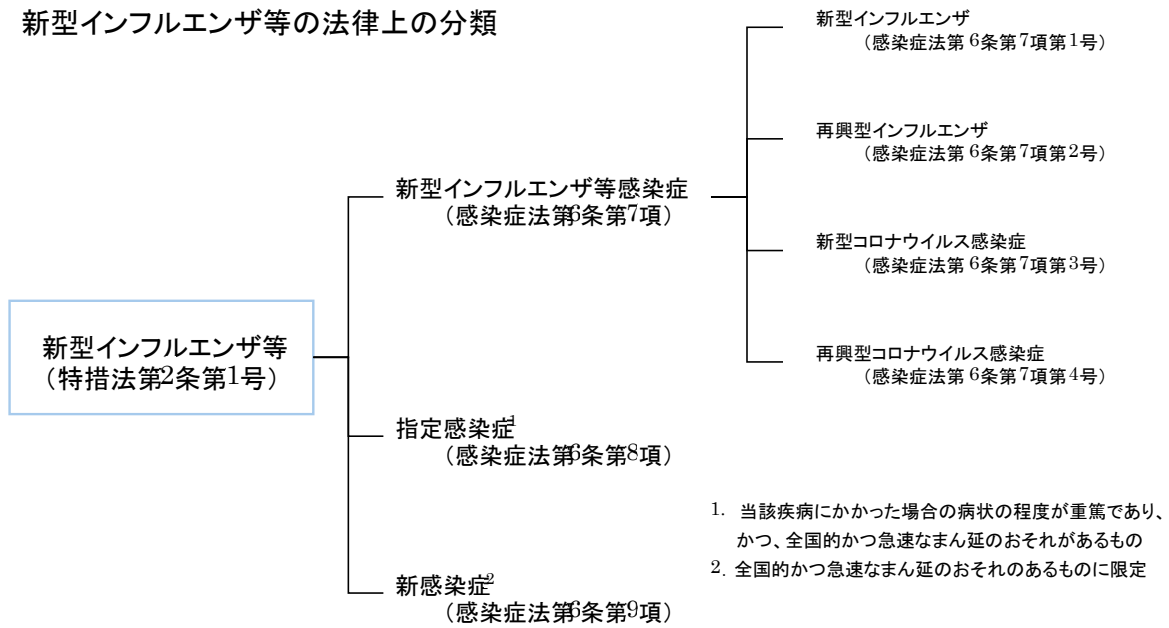 新型インフルエンザ等の法律上の分類
新型インフルエンザ等
（特措法第2条第1号）
新型インフルエンザ等感染症
（感染症法第6条第7項）
新型インフルエンザ
（感染症法第6条第7項第1号）
再興型インフルエンザ
（感染症法第6条第7項第2号）
新型コロナウイルス感染症
（感染症法第6条第7項第3号）
再興型コロナウイルス感染症
（感染症法第6条第7項第4号）
指定感染症1
（感染症法第6条第8項）
新感染症2
（感染症法第6条第9項）
1. 当該疾病にかかった場合の病状の程度が重篤であり、
かつ、全国的かつ急速なまん延のおそれがあるもの
2. 全国的かつ急速なまん延のおそれのあるものに限定